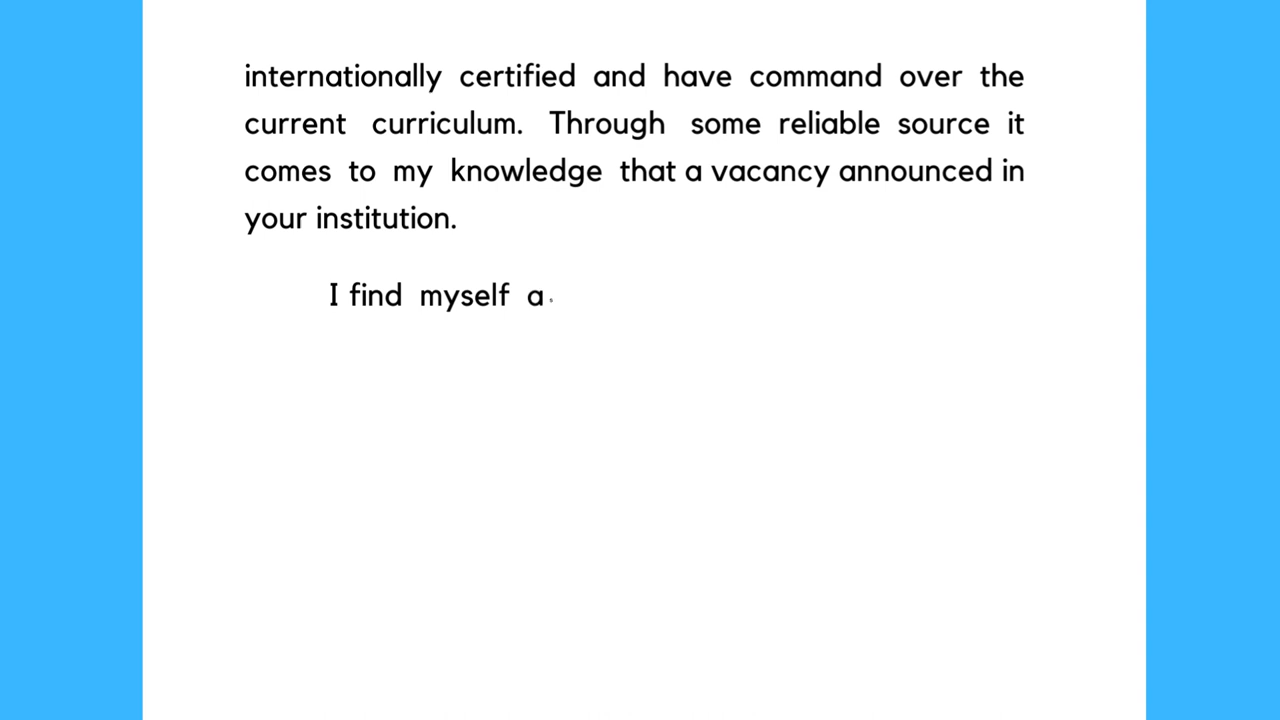 internationally certified and have command over the
current curriculum. Through some reliable source it
comes to my knowledge that a vacancy announced in
your institution.
I find myself a